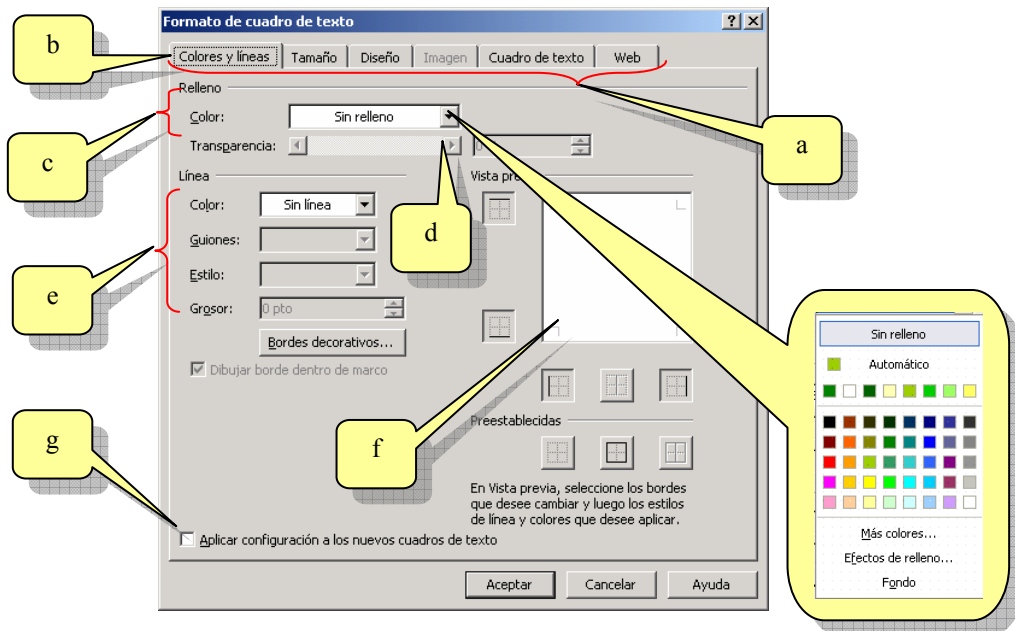 Formato de cuadro de texto
b
Colores y líneas Tamaño Diseño Imagen Cuadro de texto Web
Relleno
Color: Sin relleno
a
Transparencia: 0
c
Línea Vista pre
Color: Sin línea
d
Guiones:
Estilo:
e
Grosor: 0 pto
Bordes decorativos...
Dibujar borde dentro de marco
Sin relleno
Automático
g
f
Preestablecidas
En Vista previa, seleccione los bordes
que desee cambiar y luego los estilos
de línea y colores que desee aplicar.
Más colores...
Efectos de relleno...
Fondo
Aplicar configuración a los nuevos cuadros de texto
Aceptar Cancelar Ayuda